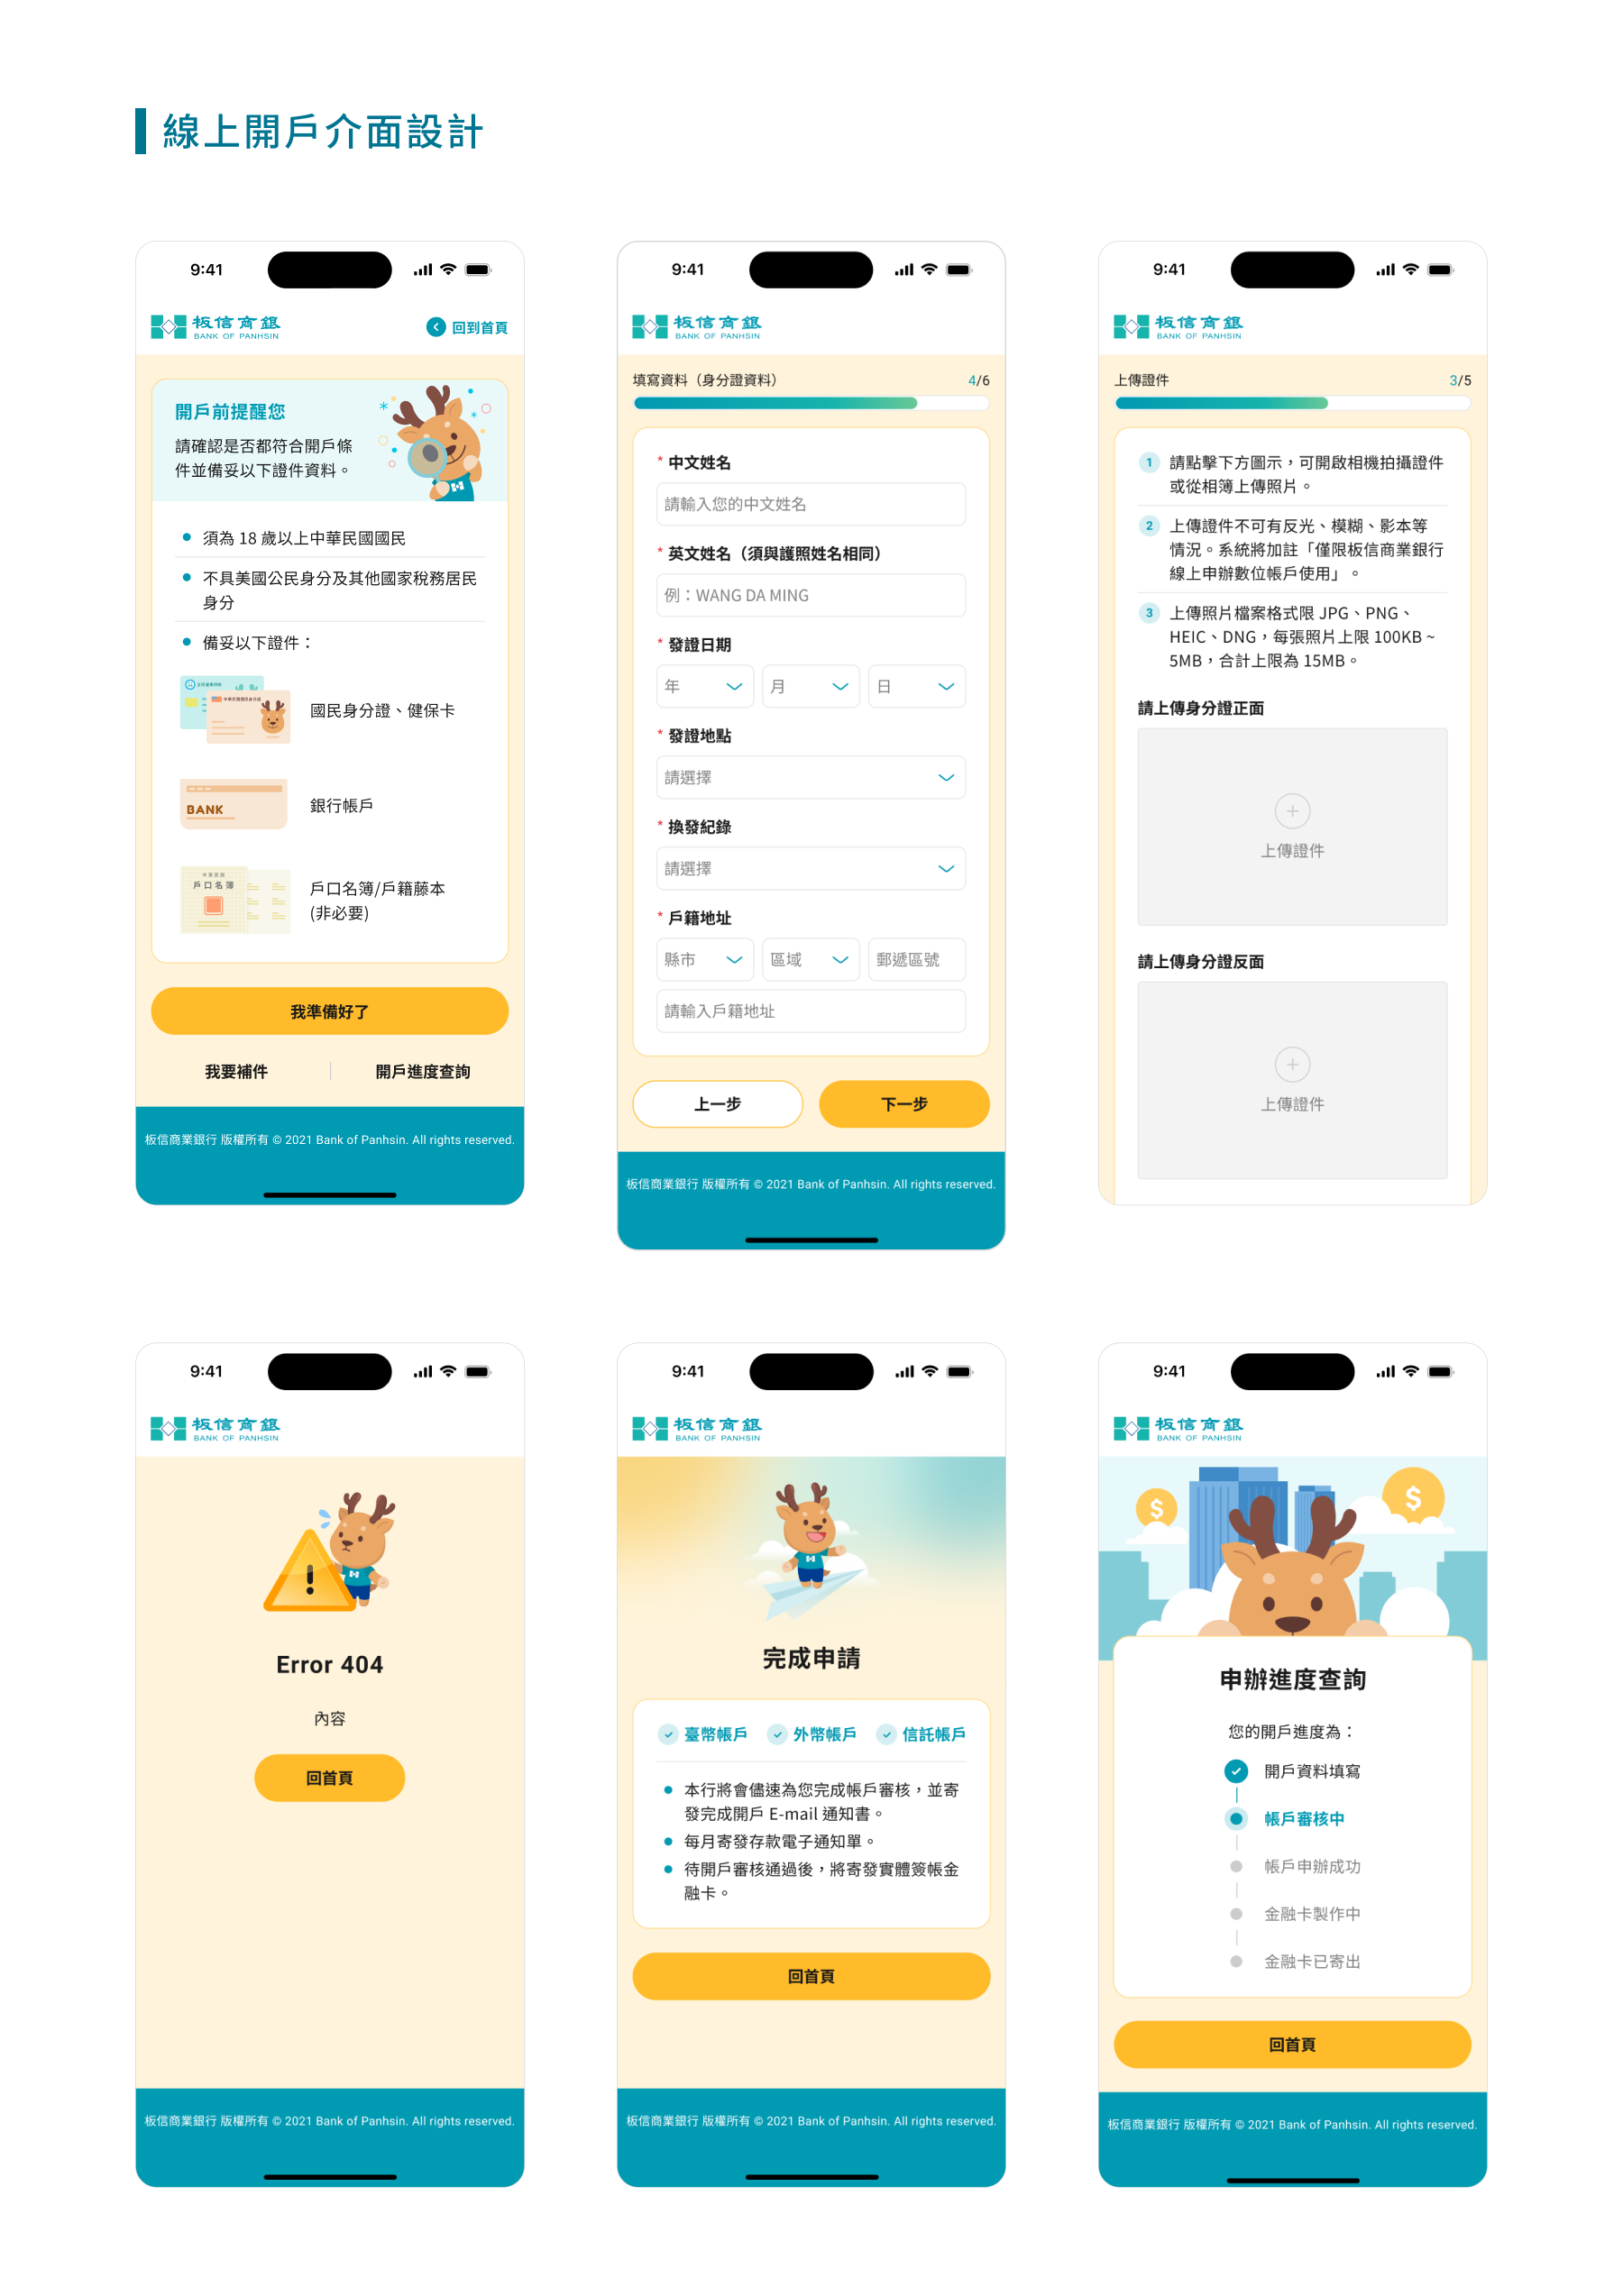 線上開戶介面設計
9:41
板信商銀
BANK OF PANHSIN
回到首頁
開戶前提醒您
請確認是否都符合開戶條
件並備妥以下證件資料。
須為 18 歲以上中華民國國民
不具美國公民身分及其他國家稅務居民
身分
備妥以下證件：
國民身分證、健保卡
BANK
銀行帳戶
戶口名簿
戶口名簿/戶籍藤本
(非必要)
我準備好了
我要補件
開戶進度查詢
板信商業銀行 版權所有 © 2021 Bank of Panhsin. All rights reserved.
9:41
板信商銀
BANK OF PANHSIN
填寫資料（身分證資料）
4/6
* 中文姓名
請輸入您的中文姓名
* 英文姓名（須與護照姓名相同）
例：WANG DA MING
* 發證日期
年
月
日
* 發證地點
請選擇
* 換發紀錄
請選擇
* 戶籍地址
縣市
區域
郵遞區號
請輸入戶籍地址
上一步
下一步
板信商業銀行 版權所有 © 2021 Bank of Panhsin. All rights reserved.
9:41
板信商銀
BANK OF PANHSIN
上傳證件
3/5
1 請點擊下方圖示，可開啟相機拍攝證件
或從相簿上傳照片。
2 上傳證件不可有反光、模糊、影本等
情況。系統將加註「僅限板信商業銀行
線上申辦數位帳戶使用」。
3 上傳照片檔案格式限 JPG、PNG、
HEIC、DNG，每張照片上限 100KB ~
5MB，合計上限為 15MB。
請上傳身分證正面
上傳證件
請上傳身分證反面
上傳證件
9:41
板信商銀
BANK OF PANHSIN
Error 404
內容
回首頁
板信商業銀行 版權所有 © 2021 Bank of Panhsin. All rights reserved.
9:41
板信商銀
BANK OF PANHSIN
完成申請
臺幣帳戶
外幣帳戶
信託帳戶
本行將會儘速為您完成帳戶審核，並寄
發完成開戶 E-mail 通知書。
每月寄發存款電子通知單。
待開戶審核通過後，將寄發實體簽帳金
融卡。
回首頁
板信商業銀行 版權所有 © 2021 Bank of Panhsin. All rights reserved.
9:41
板信商銀
BANK OF PANHSIN
$
$
申辦進度查詢
您的開戶進度為：
開戶資料填寫
帳戶審核中
帳戶申辦成功
金融卡製作中
金融卡已寄出
回首頁
板信商業銀行 版權所有 © 2021 Bank of Panhsin. All rights reserved.